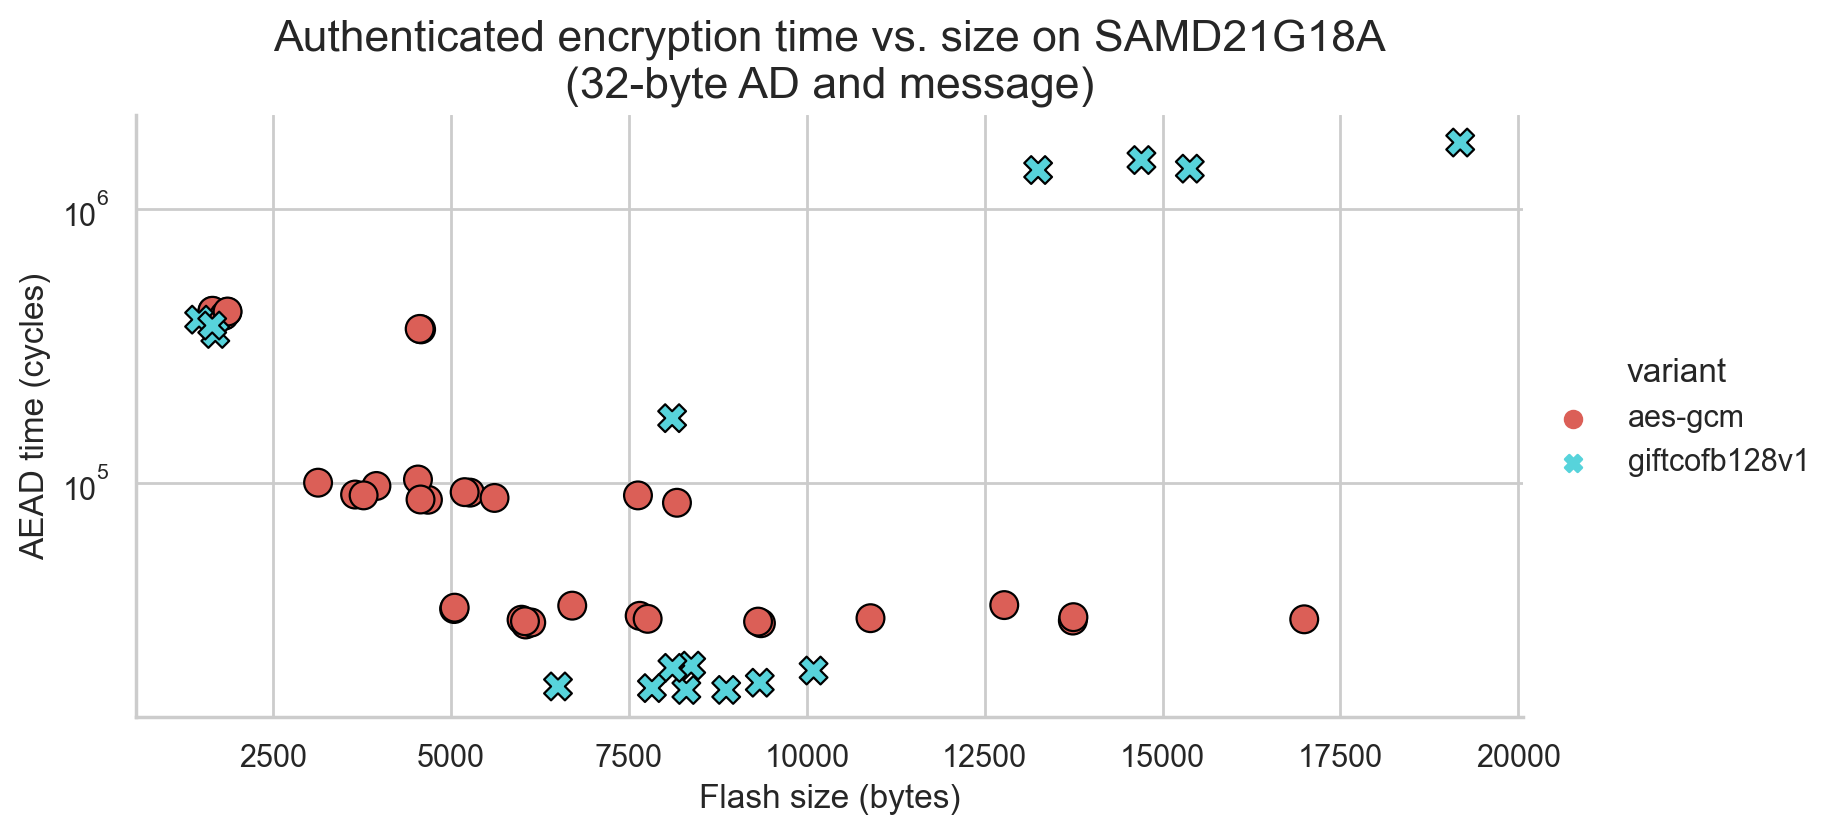 Authenticated encryption time vs. size on SAMD21G18A
(32-byte AD and message)
10^6
10^5
AEAD time (cycles)
2500 5000 7500 10000 12500 15000 17500 20000
Flash size (bytes)
variant
aes-gcm
giftcofb128v1